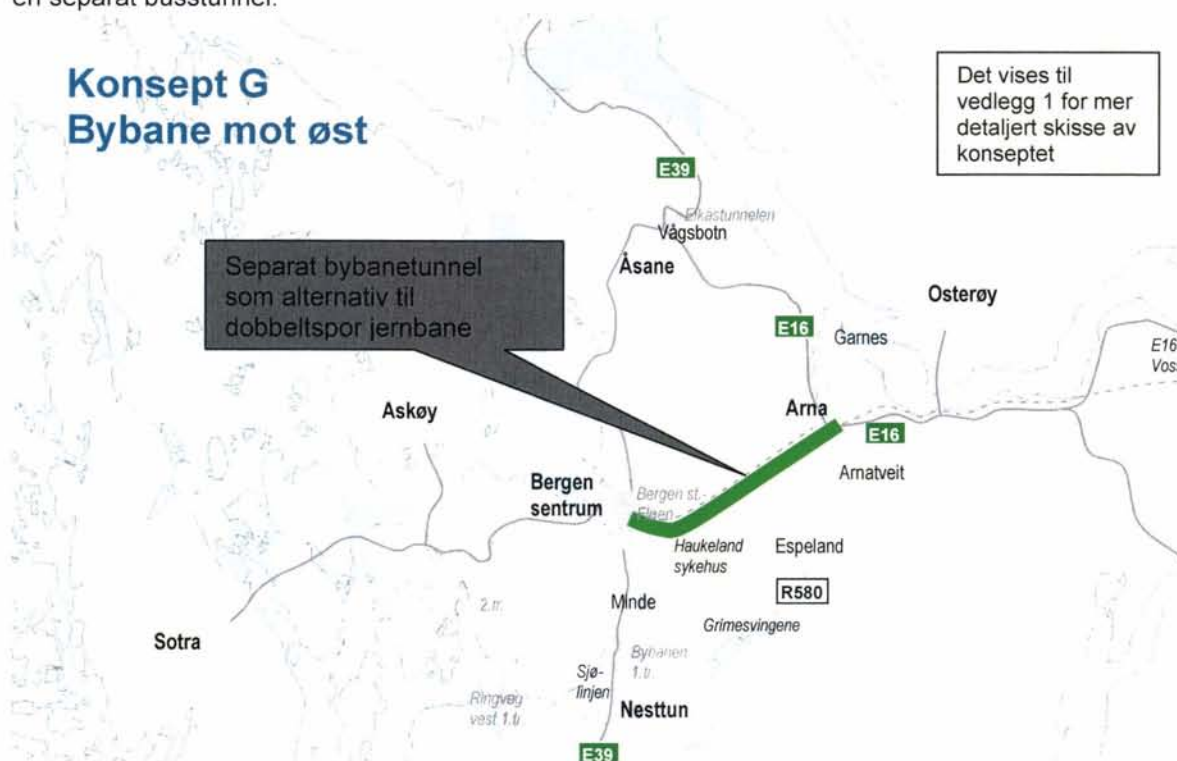 en separat busstunnel.
Konsept G
Bybane mot øst
Det vises til
vedlegg 1 for mer
detaljert skisse av
konseptet
E39
Eikastunnelen
Vågsbotn
Separat bybanetunnel
som alternativ til
dobbeltspor jernbane
Åsane
Osterøy
E16
Garnes
E16
Voss
Askøy
Arna
E16
Arnatveit
Bergen
sentrum
Bergen st.-
Fløen
Haukeland
sykehus
Espeland
R580
2.tr.
Minde
Grimesvingene
Sotra
Bybanen
1.tr.
Sjø-
linjen
Ringveg
vest 1.tr.
Nesttun
E39